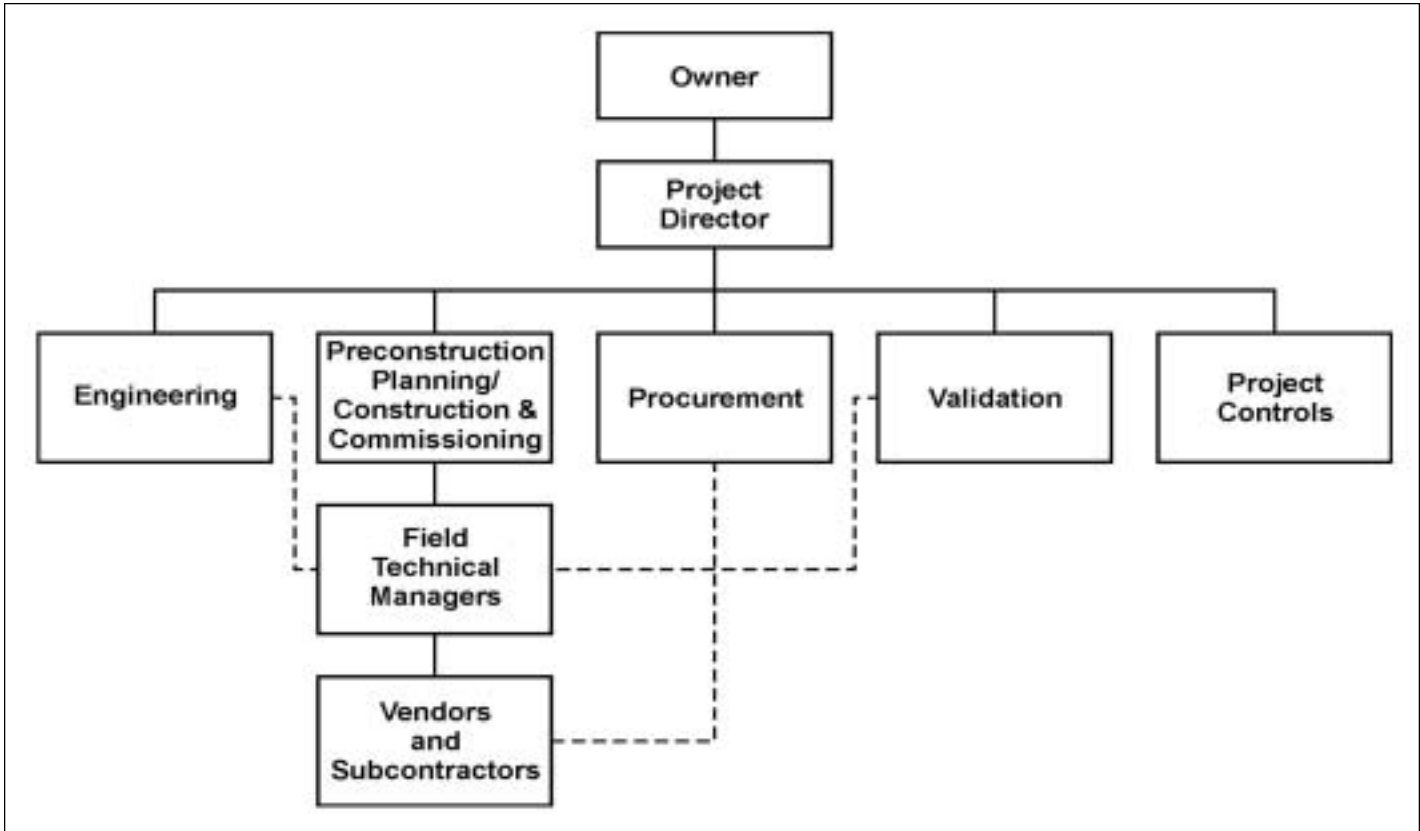 Owner
Project
Director
Engineering
Preconstruction
Planning/
Construction &
Commissioning
Procurement
Validation
Project
Controls
Field
Technical
Managers
Vendors
and
Subcontractors